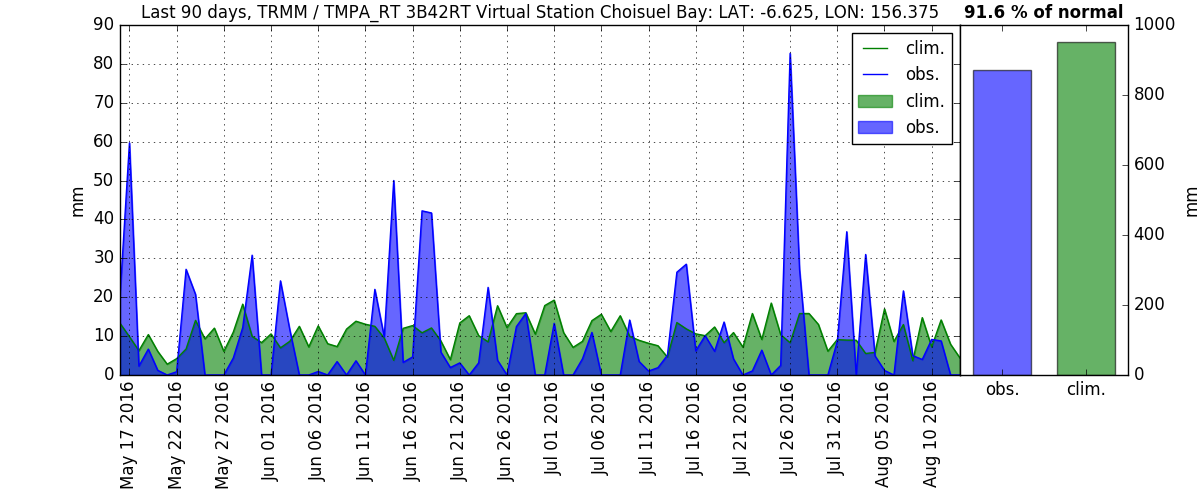 Last 90 days, TRMM / TMPA_RT 3B42RT Virtual Station Choisuel Bay: LAT: -6.625, LON: 156.375
91.6 % of normal
90
80
70
60
50
40
30
20
10
0
mm
clim.
obs.
clim.
obs.
1000
800
600
400
200
0
mm
obs.
clim.
May 17 2016
May 22 2016
May 27 2016
Jun 01 2016
Jun 06 2016
Jun 11 2016
Jun 16 2016
Jun 21 2016
Jun 26 2016
Jul 01 2016
Jul 06 2016
Jul 11 2016
Jul 16 2016
Jul 21 2016
Jul 26 2016
Jul 31 2016
Aug 05 2016
Aug 10 2016